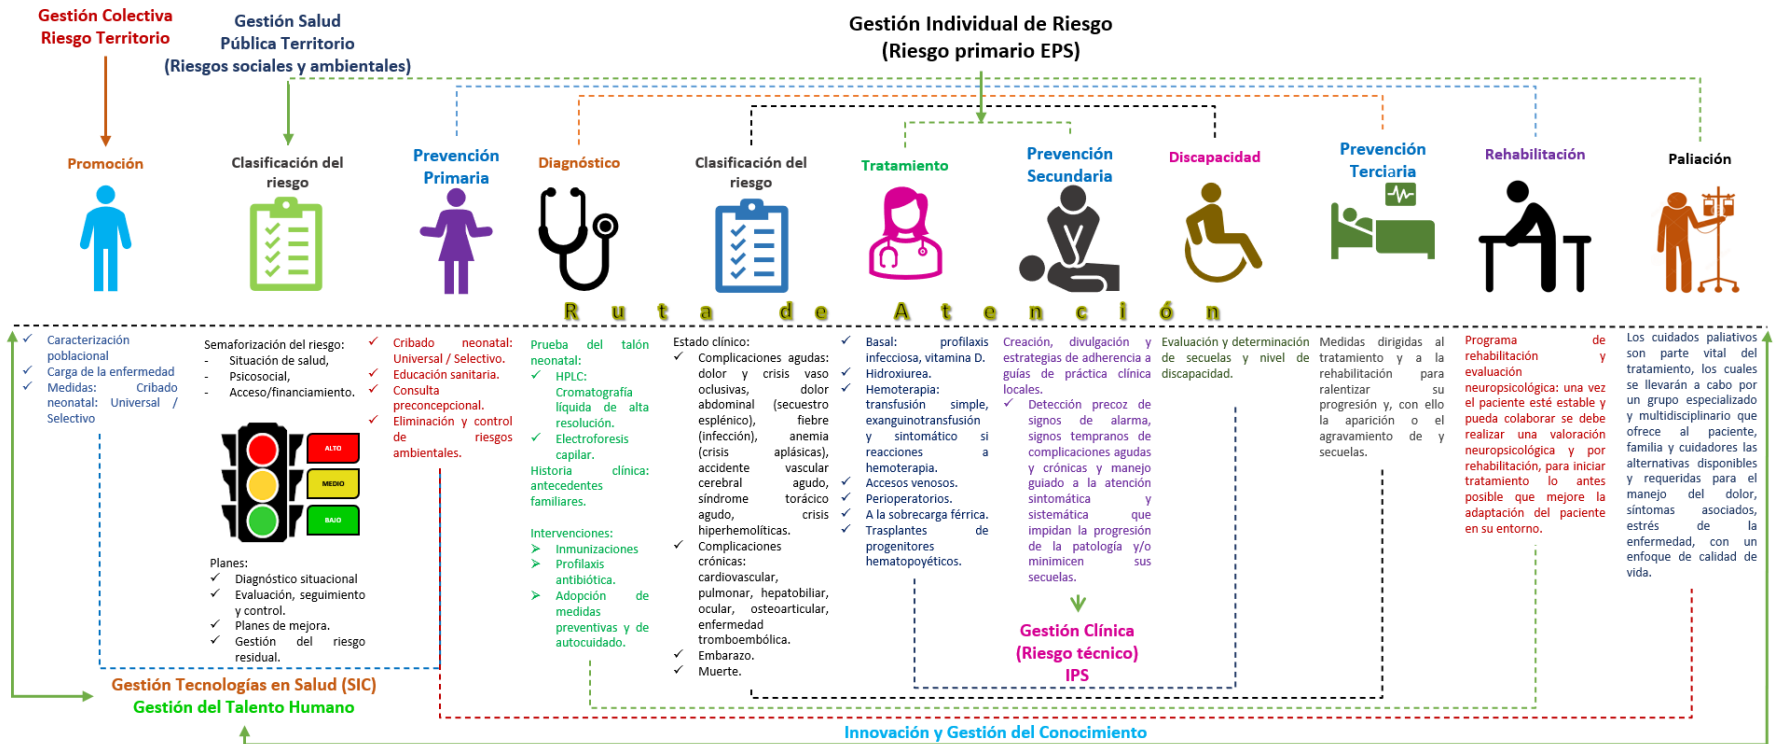 Gestión Colectiva
Riesgo Territorio
Gestión Salud
Pública Territorio
(Riesgos sociales y ambientales)
Gestión Individual de Riesgo
(Riesgo primario EPS)
Promoción
Clasificación del
riesgo
Prevención
Primaria
Diagnóstico
Clasificación del
riesgo
Tratamiento
Prevención
Secundaria
Discapacidad
Prevención
Terciaria
Rehabilitación
Paliación
Ruta de Atención
✓ Caracterización
poblacional
✓ Carga de la enfermedad
✓ Medidas: Cribado
neonatal: Universal /
Selectivo
Semaforización del riesgo:
- Situación de salud,
- Psicosocial,
- Acceso/financiamiento.
ALTO
MEDIO
BAJO
Planes:
✓ Diagnóstico situacional
✓ Evaluación, seguimiento
y control.
✓ Planes de mejora.
✓ Gestión del riesgo
residual.
✓ Cribado neonatal:
Universal / Selectivo.
✓ Educación sanitaria.
✓ Consulta
preconcepcional.
✓ Eliminación y control
de riesgos
ambientales.
Prueba del talón
neonatal:
✓ HPLC:
Cromatografía
líquida de alta
resolución.
✓ Electroforesis
capilar.
Historia clínica:
antecedentes
familiares.
Intervenciones:
➢ Inmunizaciones
➢ Profilaxis
antibiótica.
➢ Adopción de
medidas
preventivas y de
autocuidado.
Estado clínico:
✓ Complicaciones agudas:
dolor y crisis vaso
oclusivas, dolor
abdominal (secuestro
esplénico), fiebre
(infección), anemia
(crisis aplásicas),
accidente vascular
cerebral agudo,
síndrome torácico
agudo, crisis
hiperhemolíticas.
✓ Complicaciones
crónicas:
cardiovascular,
pulmonar, hepatobiliar,
ocular, osteoarticular,
enfermedad
tromboembólica.
✓ Embarazo.
✓ Muerte.
✓ Basal: profilaxis
infecciosa, vitamina D.
✓ Hidroxiurea.
✓ Hemoterapia:
transfusión simple,
exanguinotransfusión
y sintomático si
reacciones a
hemoterapia.
✓ Accesos venosos.
✓ Perioperatorios.
✓ A la sobrecarga férrica.
✓ Trasplantes de
progenitores
hematopoyéticos.
Creación, divulgación y
estrategias de adherencia a
guías de práctica clínica
locales.
✓ Detección precoz de
signos de alarma,
signos tempranos de
complicaciones agudas
y crónicas y manejo
guiado a la atención
sintomática y
sistemática que
impidan la progresión
de la patología y/o
minimicen sus
secuelas.
Gestión Clínica
(Riesgo técnico)
IPS
Evaluación y determinación
de secuelas y nivel de
discapacidad.
Medidas dirigidas al
tratamiento y a la
rehabilitación para
ralentizar su
progresión y, con ello
la aparición o el
agravamiento de y
secuelas.
Programa de
rehabilitación y
evaluación
neuropsicológica: una vez
el paciente esté estable y
pueda colaborar se debe
realizar una valoración
neuropsicológica y por
rehabilitación, para iniciar
tratamiento lo antes
posible que mejore la
adaptación del paciente
en su entorno.
Los cuidados paliativos
son parte vital del
tratamiento, los cuales
se llevarán a cabo por
un grupo especializado
y multidisciplinario que
ofrece al paciente,
familia y cuidadores las
alternativas disponibles
y requeridas para el
manejo del dolor,
síntomas asociados,
estrés de la
enfermedad, con un
enfoque de calidad de
vida.
Gestión Tecnologías en Salud (SIC)
Gestión del Talento Humano
Innovación y Gestión del Conocimiento